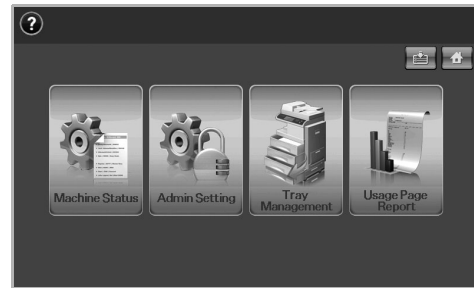 ?
Machine Status
Admin Setting
Tray
Management
Usage Page
Report